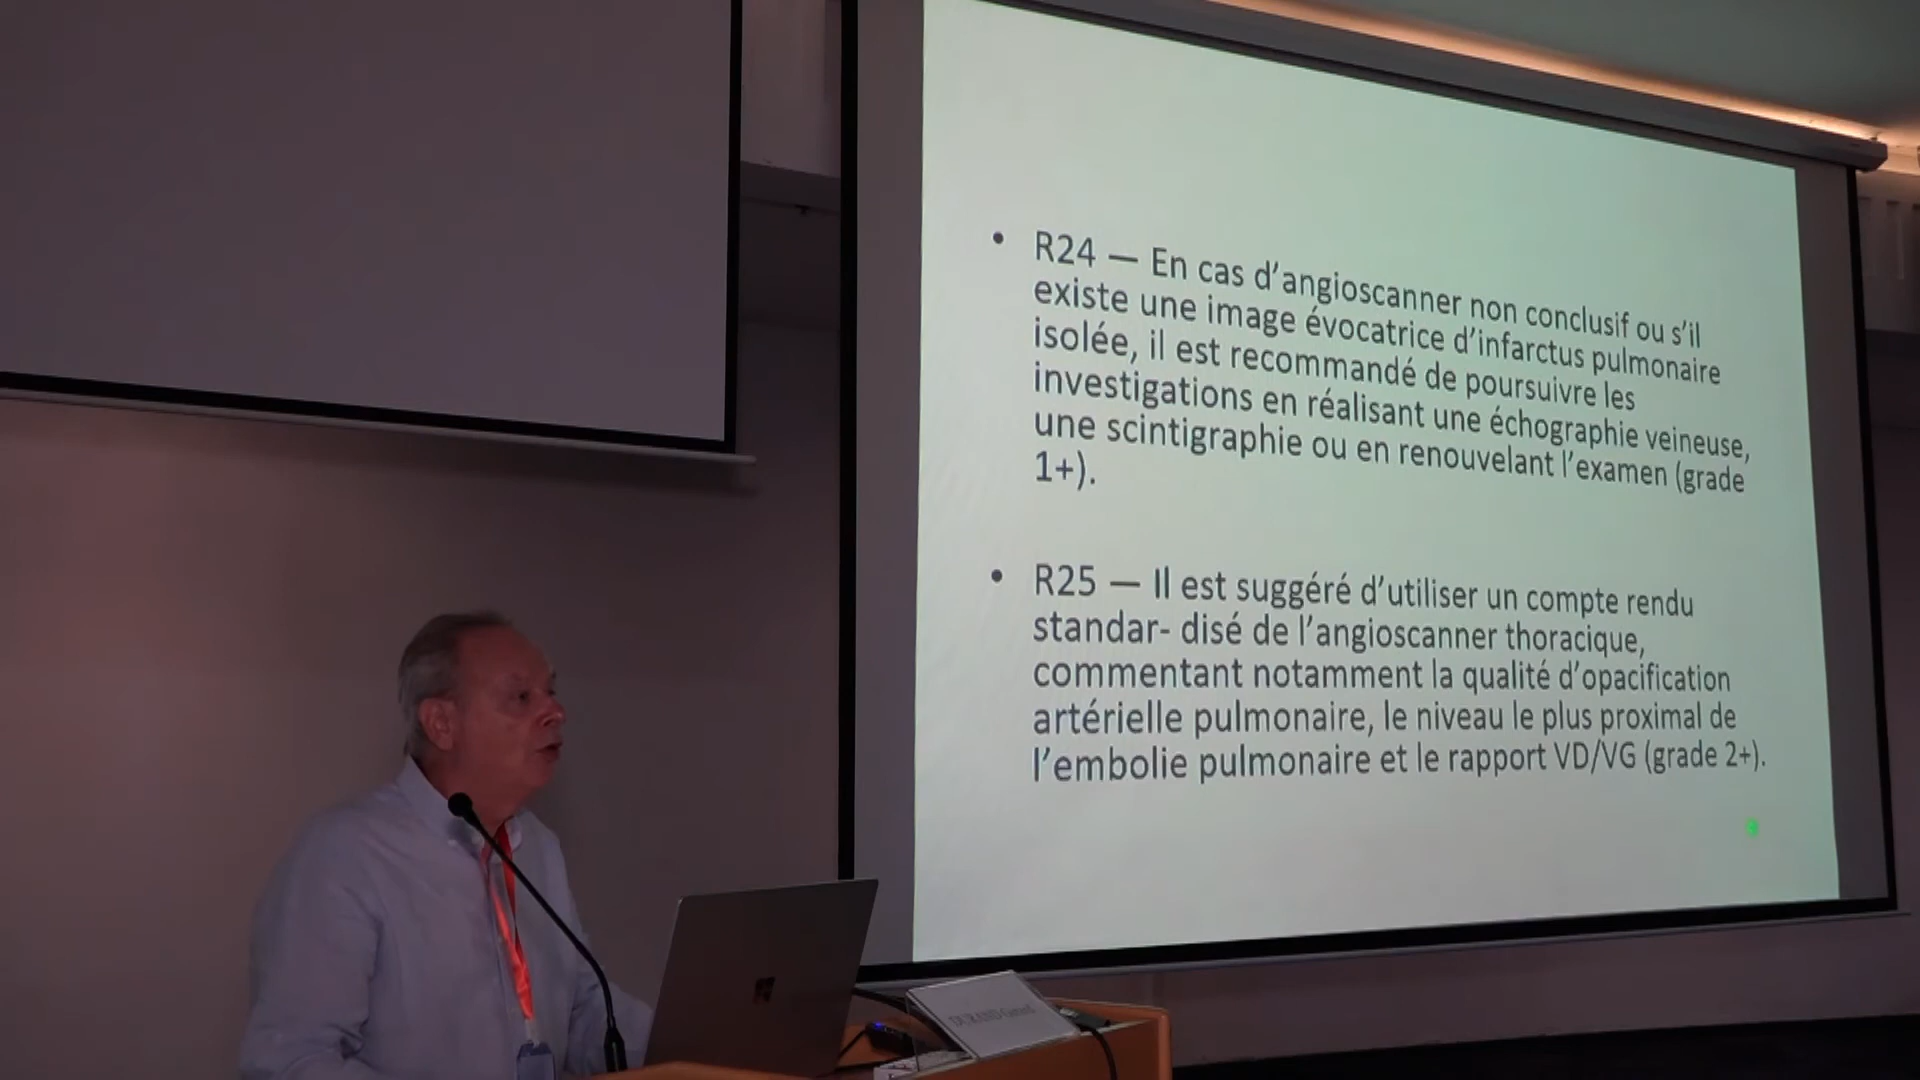 • R24 — En cas d’angioscanner non conclusif ou s’il
existe une image évocatrice d’infarctus pulmonaire
isolée, il est recommandé de poursuivre les
investigations en réalisant une échographie veineuse,
une scintigraphie ou en renouvelant l’examen (grade
1+).
• R25 — Il est suggéré d’utiliser un compte rendu
standar- disé de l’angioscanner thoracique,
commentant notamment la qualité d’opacification
artérielle pulmonaire, le niveau le plus proximal de
l’embolie pulmonaire et le rapport VD/VG (grade 2+).
DURAND